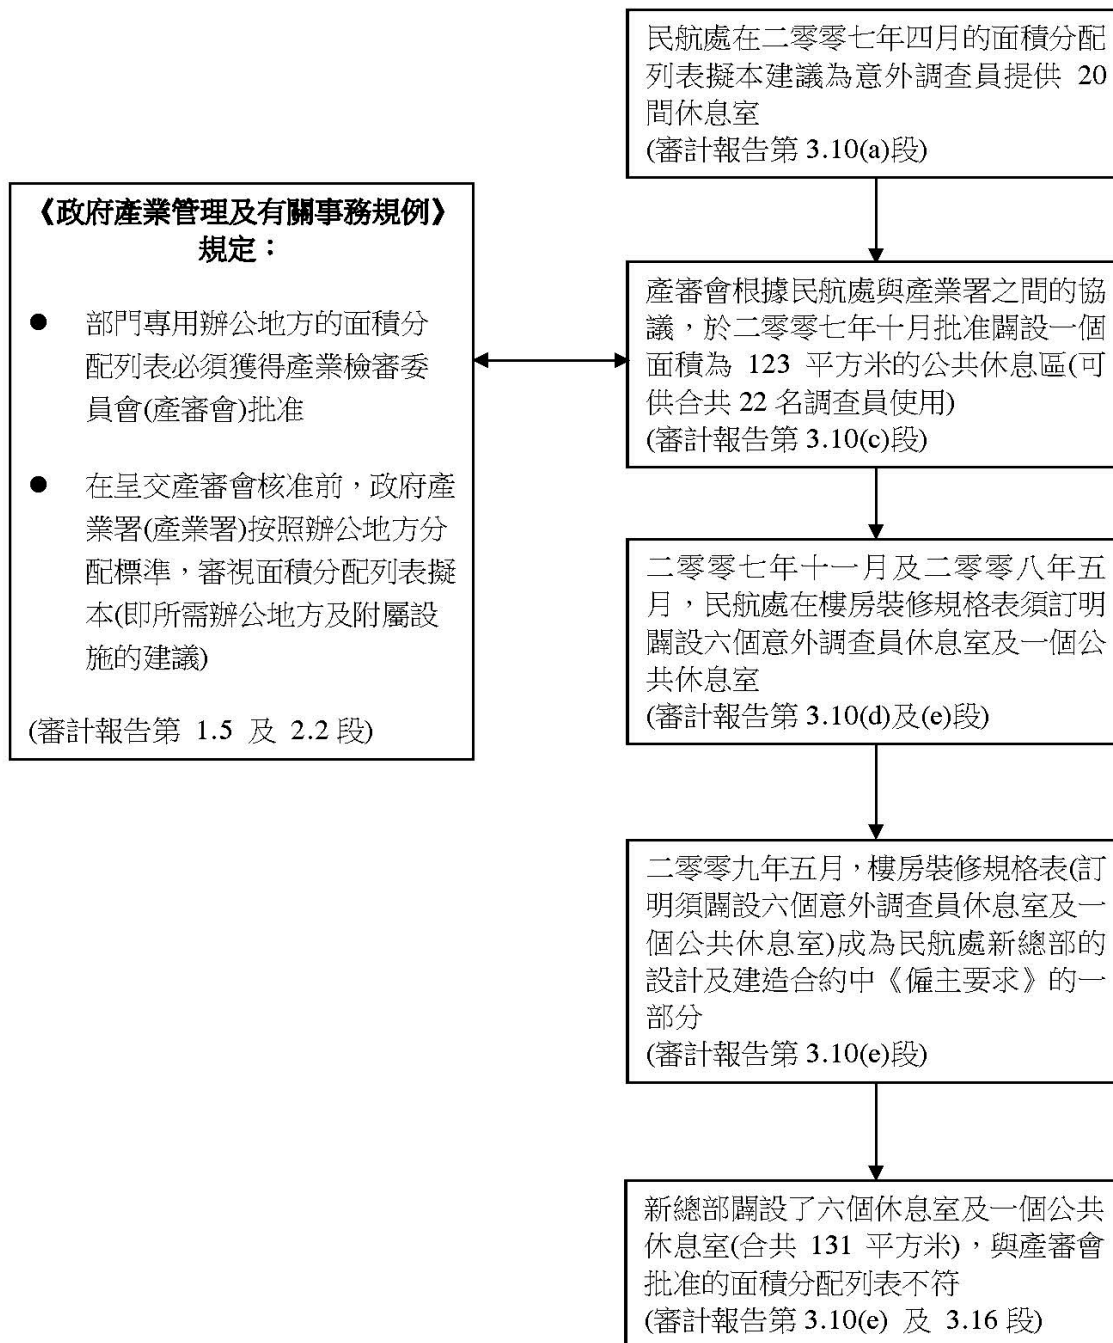 民航處在二零零七年四月的面積分配
列表擬本建議為意外調查員提供 20
間休息室
(審計報告第 3.10(a)段)
《政府產業管理及有關事務規例》
規定：
● 部門專用辦公地方的面積分
配列表必須獲得產業檢審委
員會(產審會)批准
● 在呈交產審會核准前，政府產
業署(產業署)按照辦公地方分
配標準，審視面積分配列表擬
本(即所需辦公地方及附屬設
施的建議)
(審計報告第 1.5 及 2.2 段)
產審會根據民航處與產業署之間的協
議，於二零零七年十月批准闢設一個
面積為 123 平方米的公共休息區(可
供合共 22 名調查員使用)
(審計報告第 3.10(c)段)
二零零七年十一月及二零零八年五
月，民航處在樓房裝修規格表須訂明
闢設六個意外調查員休息室及一個公
共休息室
(審計報告第 3.10(d)及(e)段)
二零零九年五月，樓房裝修規格表(訂
明須闢設六個意外調查員休息室及一
個公共休息室)成為民航處新總部的
設計及建造合約中《僱主要求》的一
部分
(審計報告第 3.10(e)段)
新總部闢設了六個休息室及一個公共
休息室(合共 131 平方米)，與產審會
批准的面積分配列表不符
(審計報告第 3.10(e) 及 3.16 段)